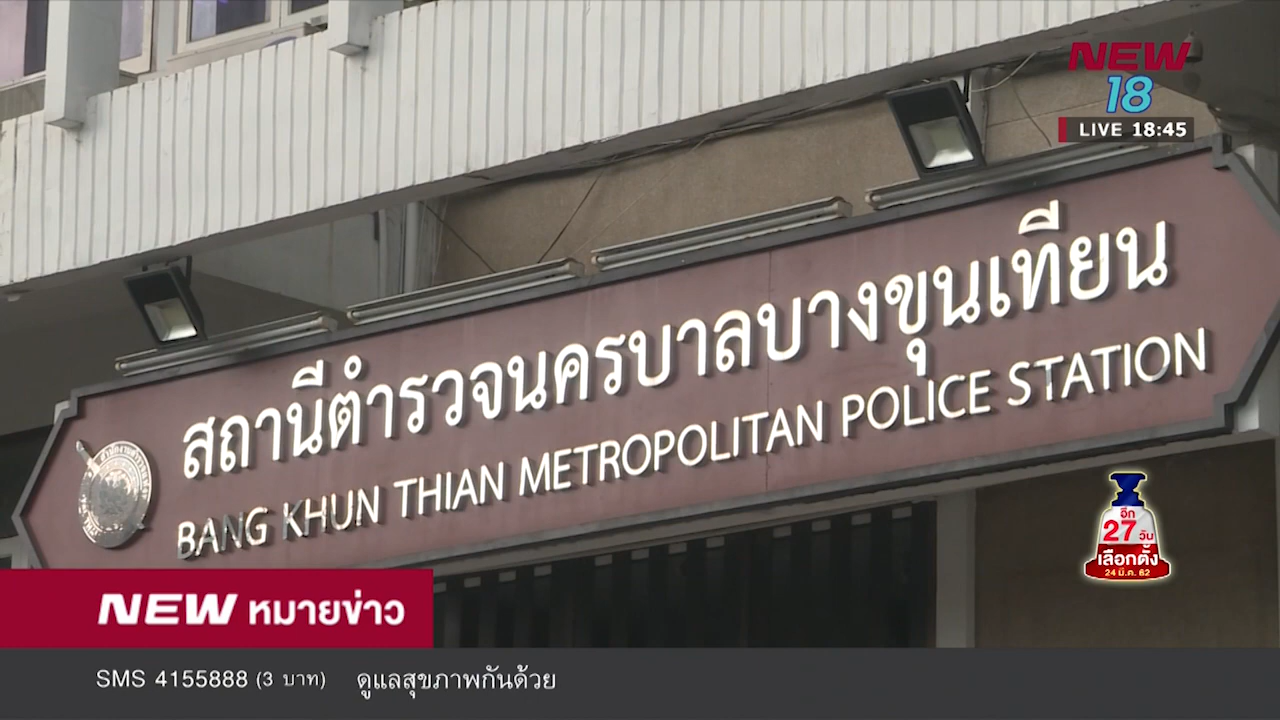 NEW
18
LIVE 18:45
สถานีตำรวจนครบาลบางขุนเทียน
BANG KHUN THIAN METROPOLITAN POLICE STATION
อีก
27 วัน
เลือกตั้ง
24 มี.ค. 62
NEW หมายข่าว
SMS 4155888 (3 บาท) ดูแลสุขภาพกันด้วย